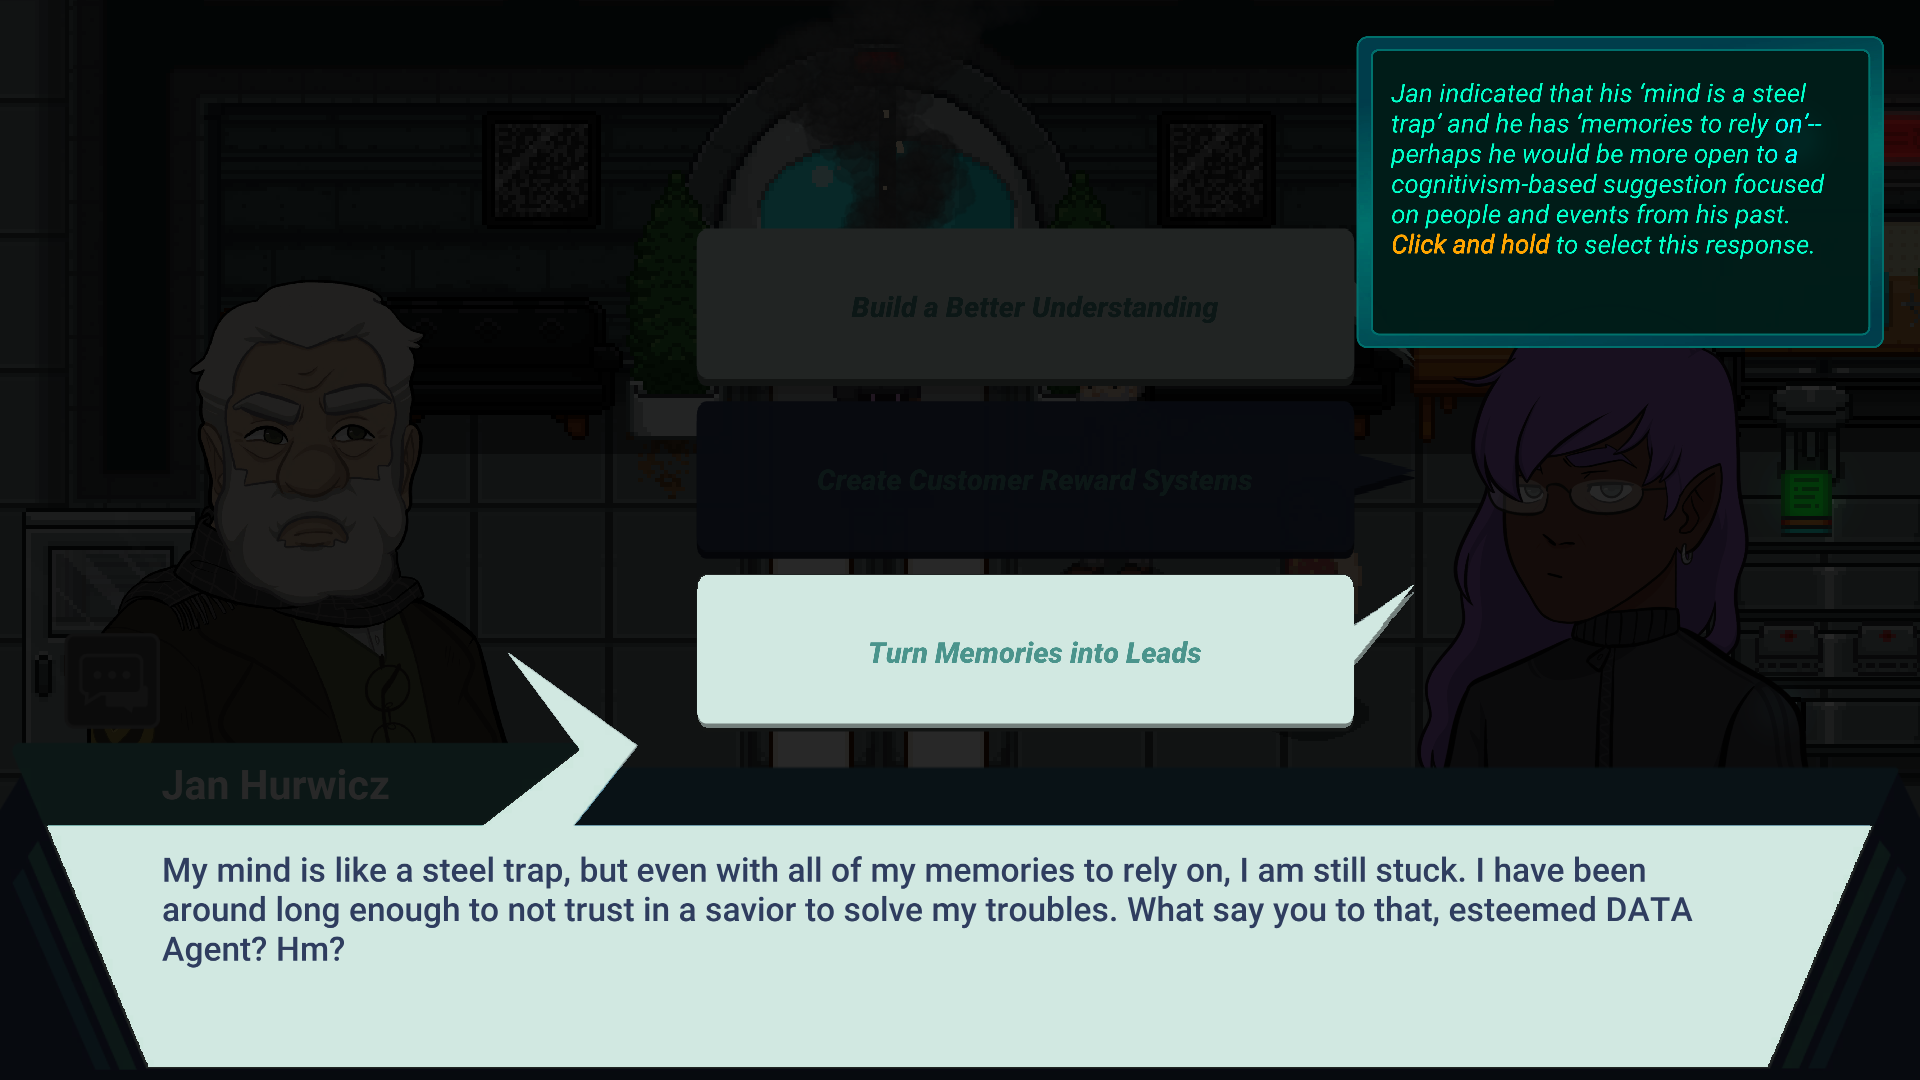 Jan indicated that his ‘mind is a steel
trap’ and he has ‘memories to rely on’--
perhaps he would be more open to a
cognitivism-based suggestion focused
on people and events from his past.
Click and hold to select this response.
Build a Better Understanding
Create Customer Reward Systems
Turn Memories into Leads
Jan Hurwicz
My mind is like a steel trap, but even with all of my memories to rely on, I am still stuck. I have been
around long enough to not trust in a savior to solve my troubles. What say you to that, esteemed DATA
Agent? Hm?